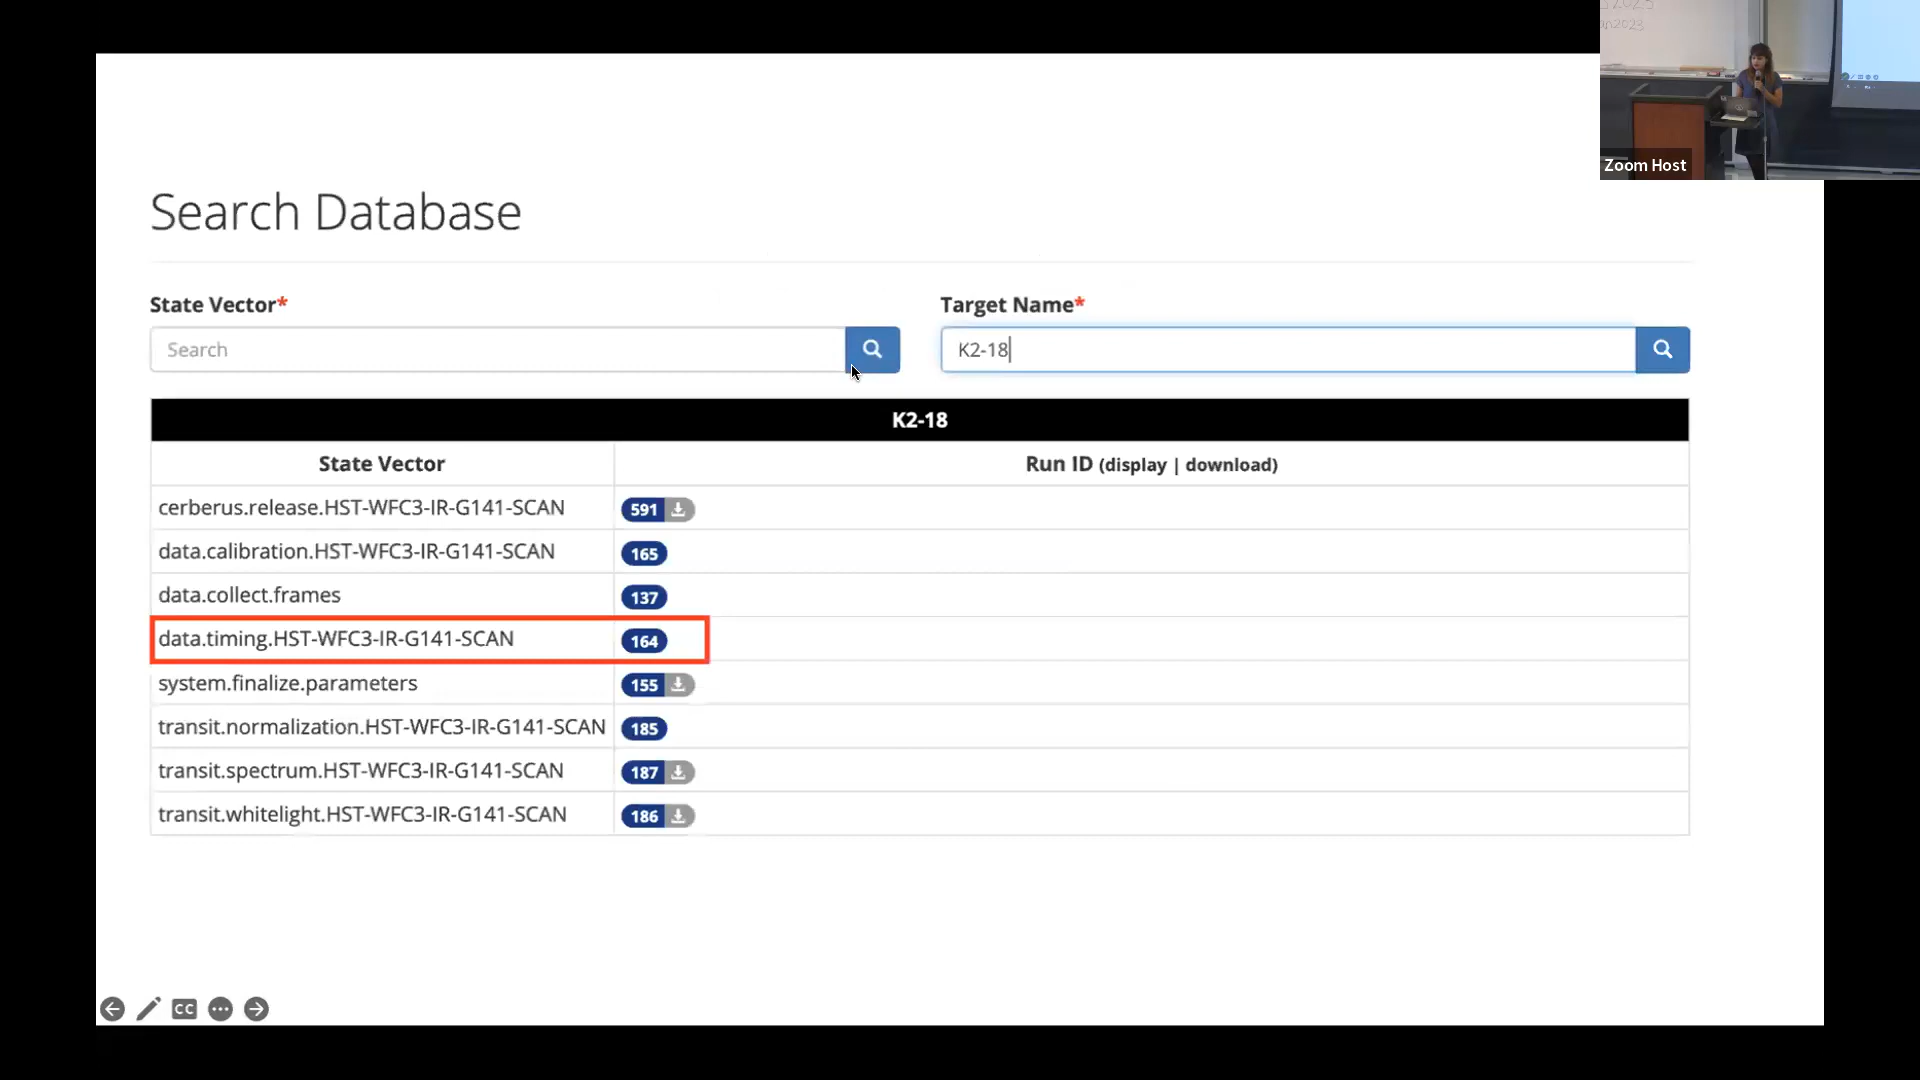 Zoom Host
Search Database
State Vector*
Target Name*
Search
K2-18
K2-18
State Vector
Run ID (display | download)
cerberus.release.HST-WFC3-IR-G141-SCAN
591
data.calibration.HST-WFC3-IR-G141-SCAN
165
data.collect.frames
137
data.timing.HST-WFC3-IR-G141-SCAN
164
system.finalize.parameters
155
transit.normalization.HST-WFC3-IR-G141-SCAN
185
transit.spectrum.HST-WFC3-IR-G141-SCAN
187
transit.whitelight.HST-WFC3-IR-G141-SCAN
186
CC